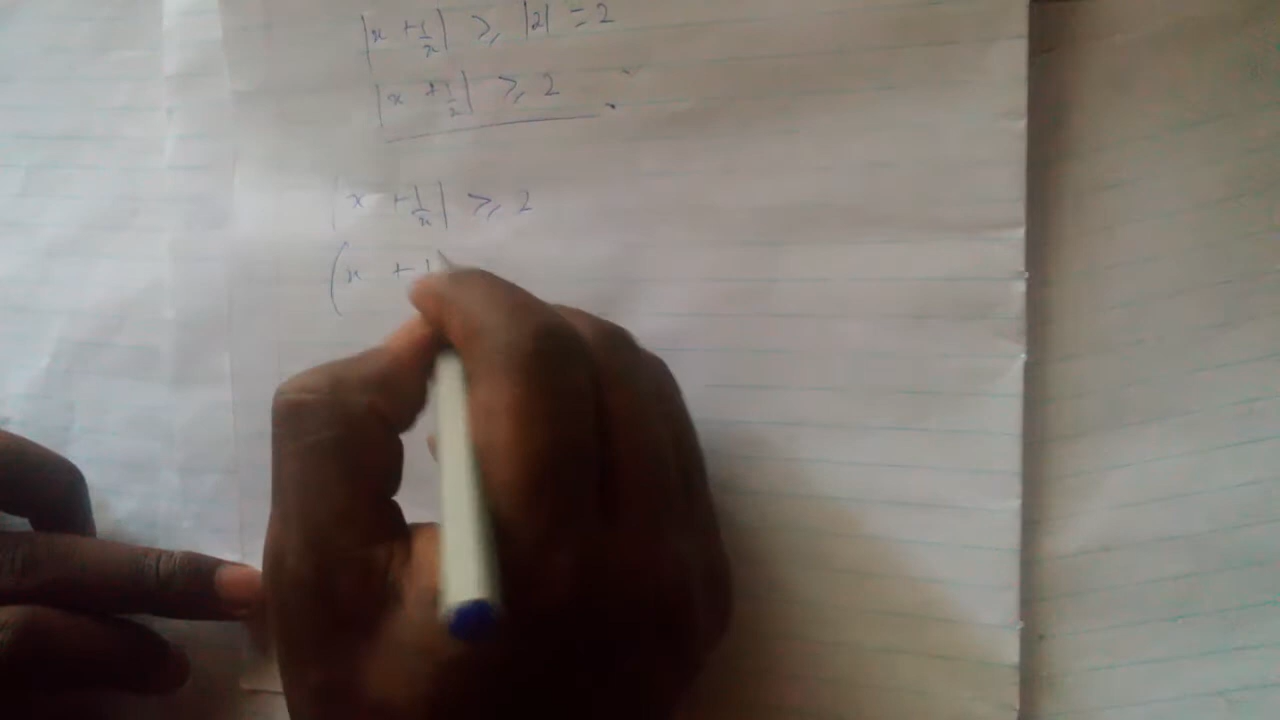 |x + 1/x| ⩾ |2| = 2
|x + 1/x| ⩾ 2
|x + 1/x| ⩾ 2
(x + 1